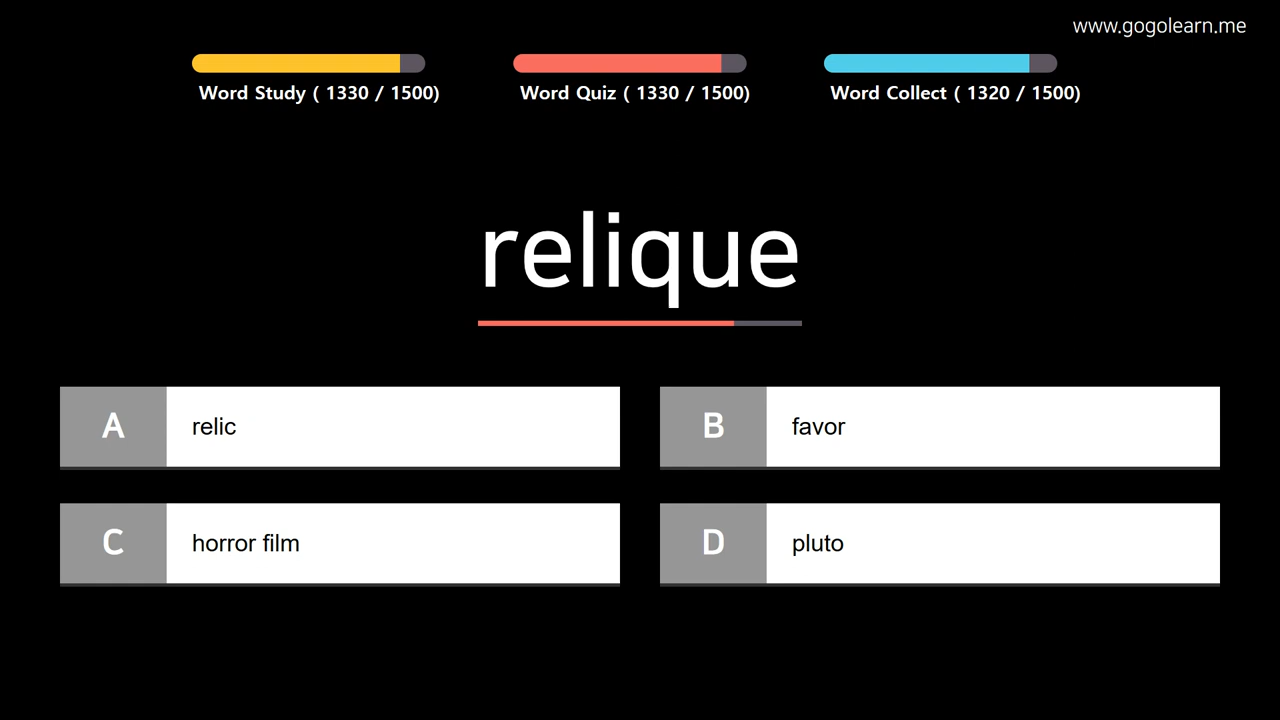 www.gogolearn.me
Word Study ( 1330 / 1500)
Word Quiz ( 1330 / 1500)
Word Collect ( 1320 / 1500)
relique
A relic
B favor
C horror film
D pluto